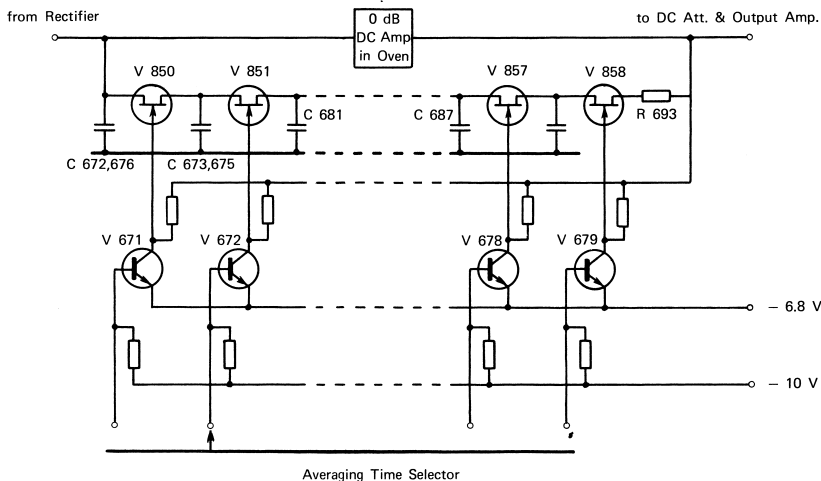 from Rectifier
0 dB
DC Amp
in Oven
to DC Att. & Output Amp.
V 850
V 851
V 857
V 858
C 681
C 687
R 693
C 672,676
C 673,675
V 671
V 672
V 678
V 679
– 6.8 V
– 10 V
Averaging Time Selector